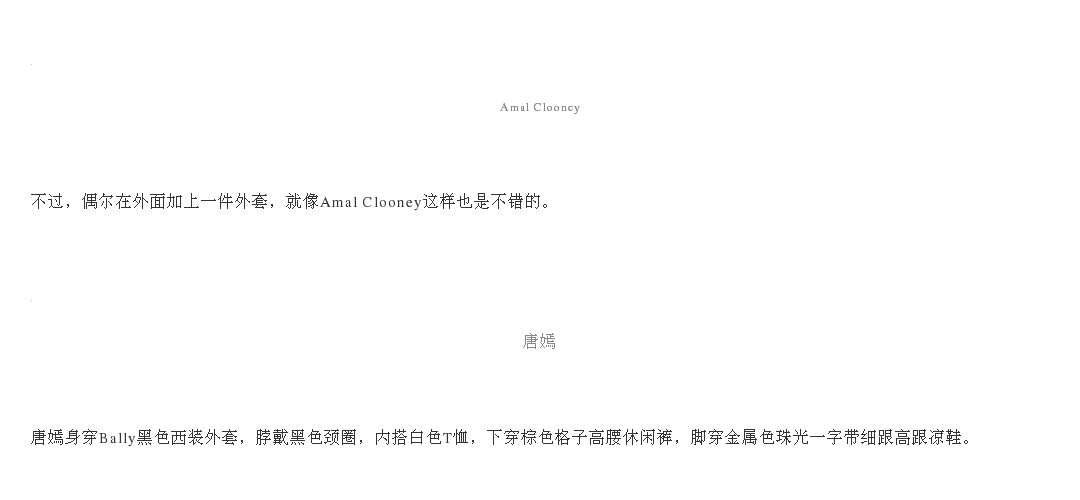 Amal Clooney
不过，偶尔在外面加上一件外套，就像Amal Clooney这样也是不错的。
唐嫣
唐嫣身穿Bally黑色西装外套，脖戴黑色颈圈，内搭白色T恤，下穿棕色格子高腰休闲裤，脚穿金属色珠光一字带细跟高跟凉鞋。